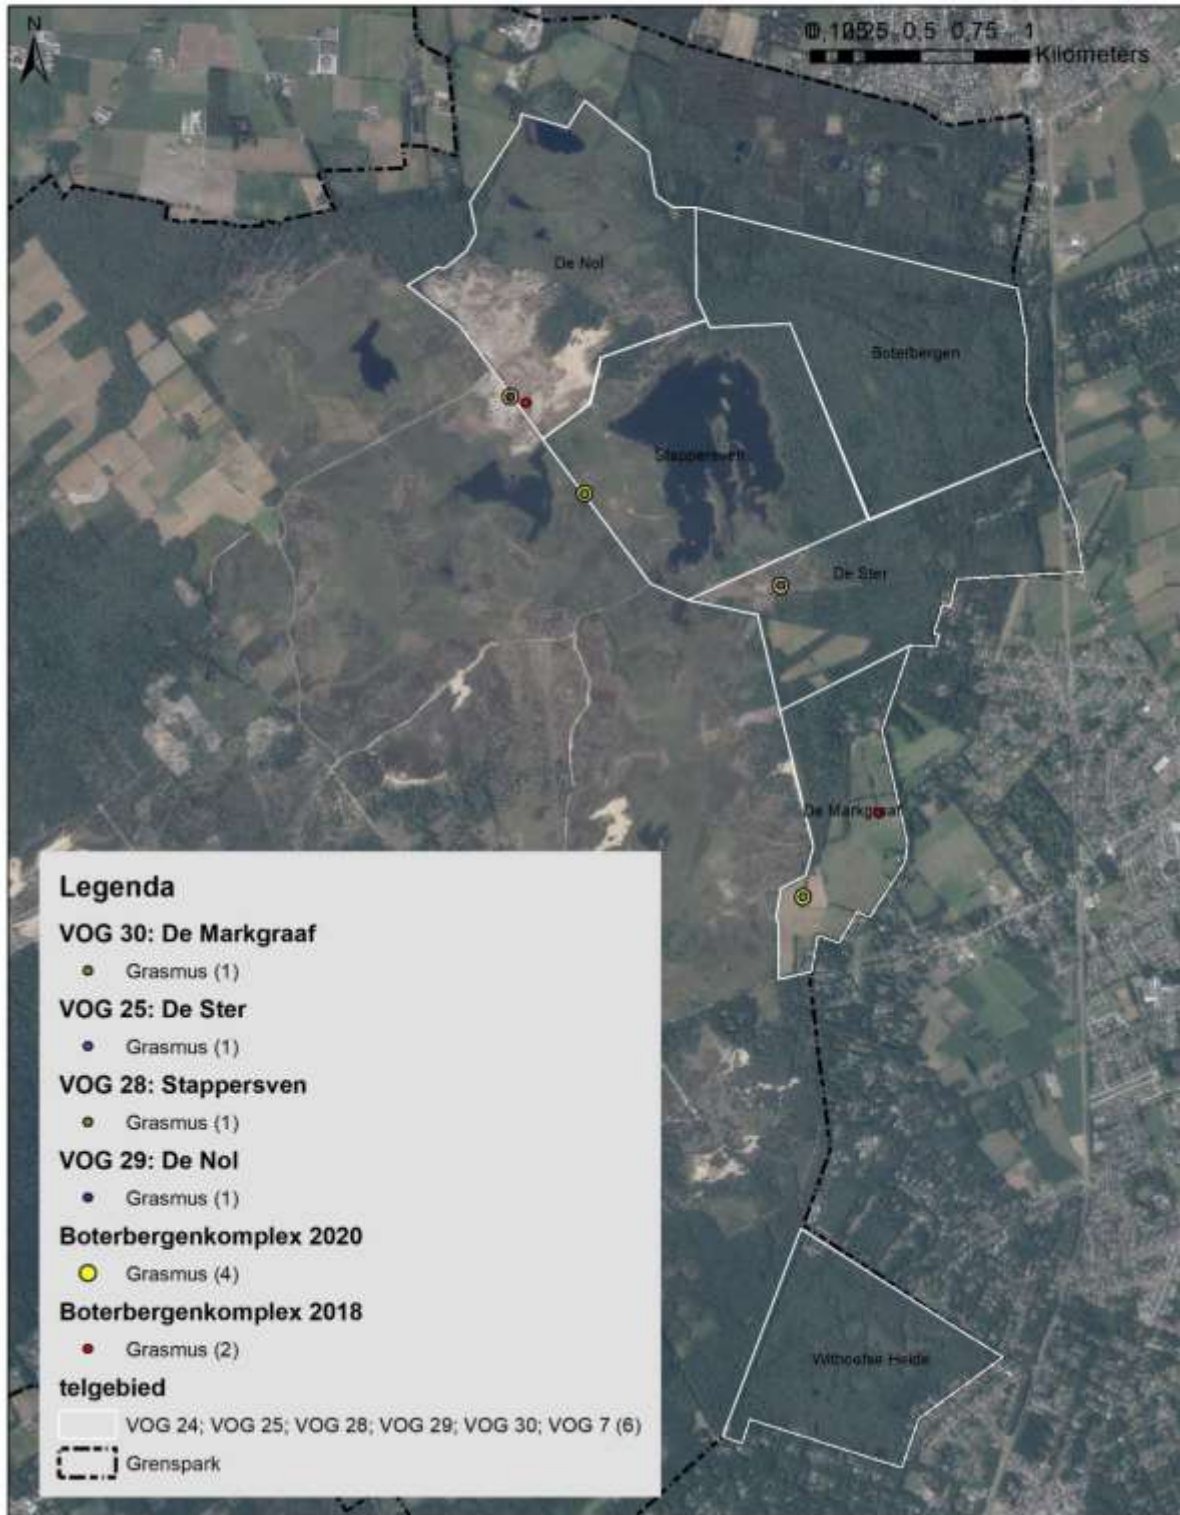 N
0,5 0,75 1
Kilometers
De Nol
Boterbergen
Stappersven
De Ster
De Markgraaf
Legenda
VOG 30: De Markgraaf
Grasmus (1)
VOG 25: De Ster
Grasmus (1)
VOG 28: Stappersven
Grasmus (1)
VOG 29: De Nol
Grasmus (1)
Boterbergenkomplex 2020
Grasmus (4)
Boterbergenkomplex 2018
Grasmus (2)
telgebied
VOG 24; VOG 25; VOG 28; VOG 29; VOG 30; VOG 7 (6)
Grenspark
Withoefse Heide